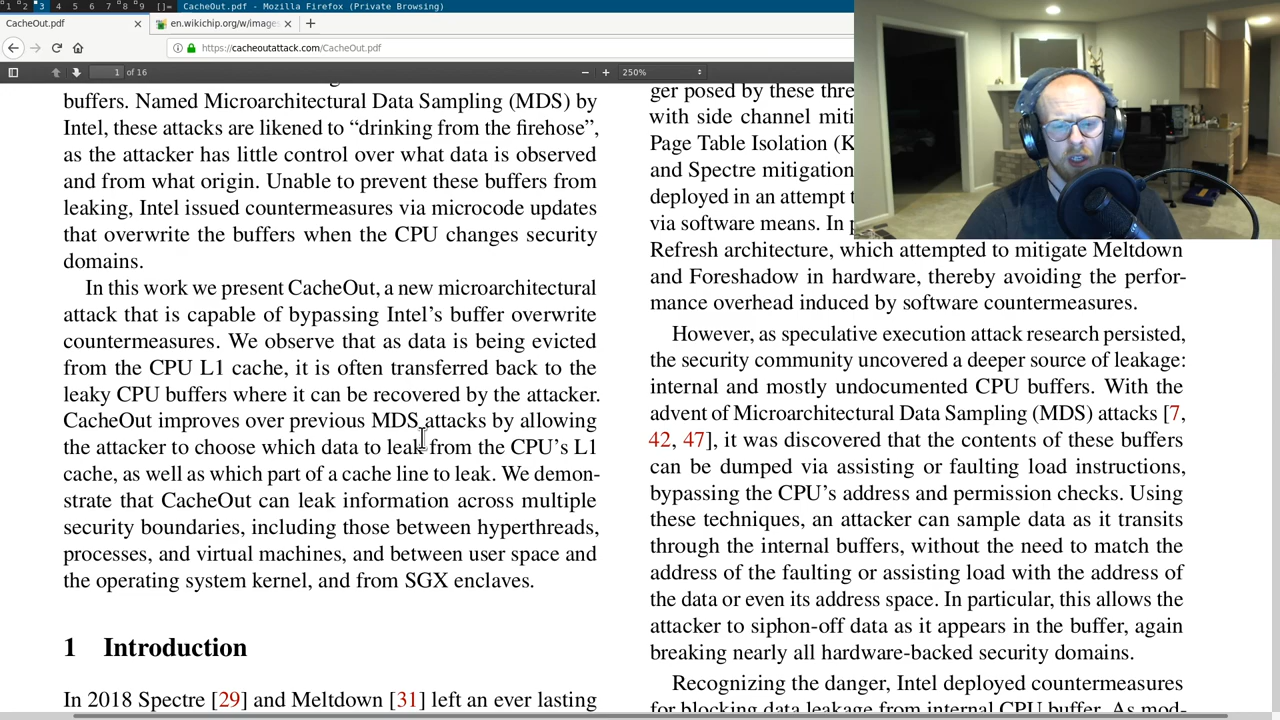 1 2 3 4 5 6 7 8 9 []= CacheOut.pdf - Mozilla Firefox (Private Browsing)
CacheOut.pdf × en.wikichip.org/w/image × +
https://cacheoutattack.com/CacheOut.pdf
1 of 16 − + 250%
buffers. Named Microarchitectural Data Sampling (MDS) by
Intel, these attacks are likened to “drinking from the firehose”,
as the attacker has little control over what data is observed
and from what origin. Unable to prevent these buffers from
leaking, Intel issued countermeasures via microcode updates
that overwrite the buffers when the CPU changes security
domains.
In this work we present CacheOut, a new microarchitectural
attack that is capable of bypassing Intel’s buffer overwrite
countermeasures. We observe that as data is being evicted
from the CPU L1 cache, it is often transferred back to the
leaky CPU buffers where it can be recovered by the attacker.
CacheOut improves over previous MDS attacks by allowing
the attacker to choose which data to leak from the CPU’s L1
cache, as well as which part of a cache line to leak. We demon-
strate that CacheOut can leak information across multiple
security boundaries, including those between hyperthreads,
processes, and virtual machines, and between user space and
the operating system kernel, and from SGX enclaves.
1 Introduction
In 2018 Spectre [29] and Meltdown [31] left an ever lasting
ger posed by these thre
with side channel miti
Page Table Isolation (K
and Spectre mitigation
deployed in an attempt t
via software means. In p
Refresh architecture, which attempted to mitigate Meltdown
and Foreshadow in hardware, thereby avoiding the perfor-
mance overhead induced by software countermeasures.
However, as speculative execution attack research persisted,
the security community uncovered a deeper source of leakage:
internal and mostly undocumented CPU buffers. With the
advent of Microarchitectural Data Sampling (MDS) attacks [7,
42, 47], it was discovered that the contents of these buffers
can be dumped via assisting or faulting load instructions,
bypassing the CPU’s address and permission checks. Using
these techniques, an attacker can sample data as it transits
through the internal buffers, without the need to match the
address of the faulting or assisting load with the address of
the data or even its address space. In particular, this allows the
attacker to siphon-off data as it appears in the buffer, again
breaking nearly all hardware-backed security domains.
Recognizing the danger, Intel deployed countermeasures
for blocking data leakage from internal CPU buffer. As mod-